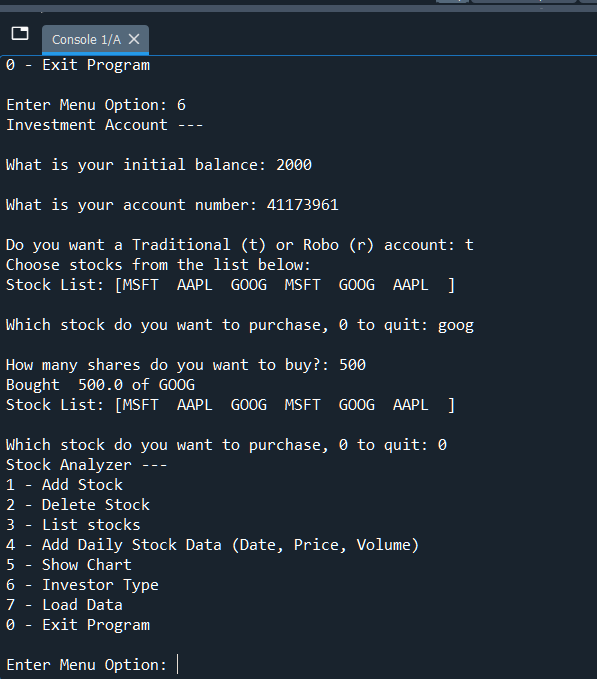 Console 1/A
0 - Exit Program
Enter Menu Option: 6
Investment Account ---
What is your initial balance: 2000
What is your account number: 41173961
Do you want a Traditional (t) or Robo (r) account: t
Choose stocks from the list below:
Stock List: [MSFT  AAPL  GOOG  MSFT  GOOG  AAPL  ]
Which stock do you want to purchase, 0 to quit: goog
How many shares do you want to buy?: 500
Bought  500.0 of GOOG
Stock List: [MSFT  AAPL  GOOG  MSFT  GOOG  AAPL  ]
Which stock do you want to purchase, 0 to quit: 0
Stock Analyzer ---
1 - Add Stock
2 - Delete Stock
3 - List stocks
4 - Add Daily Stock Data (Date, Price, Volume)
5 - Show Chart
6 - Investor Type
7 - Load Data
0 - Exit Program
Enter Menu Option: